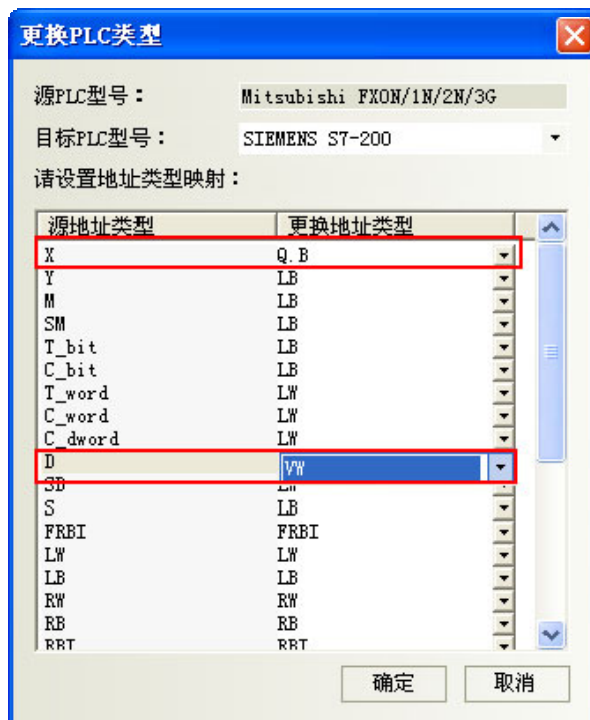 更换PLC类型
源PLC型号： Mitsubishi FX0N/1N/2N/3G
目标PLC型号： SIEMENS S7-200
请设置地址类型映射：
源地址类型 更换地址类型
X Q.B
Y LB
M LB
SM LB
T_bit LB
C_bit LB
T_word LW
C_word LW
C_dword LW
D VW
SD LW
S LB
FRBI FRBI
LW LW
LB LB
RW RW
RB RB
RBI RBI
确定 取消